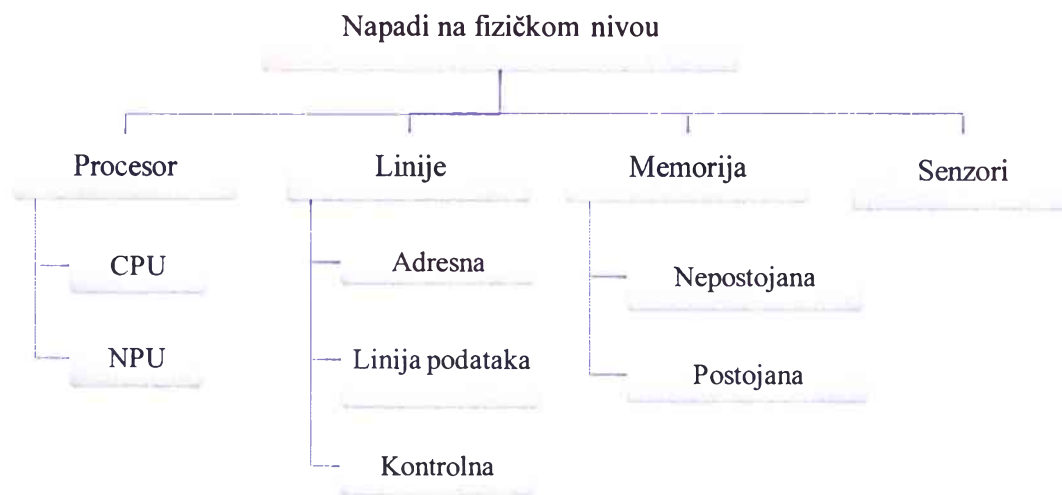 Napadi na fizičkom nivou
Procesor
Linije
Memorija
Senzori
CPU
Adresna
Nepostojana
NPU
Linija podataka
Postojana
Kontrolna